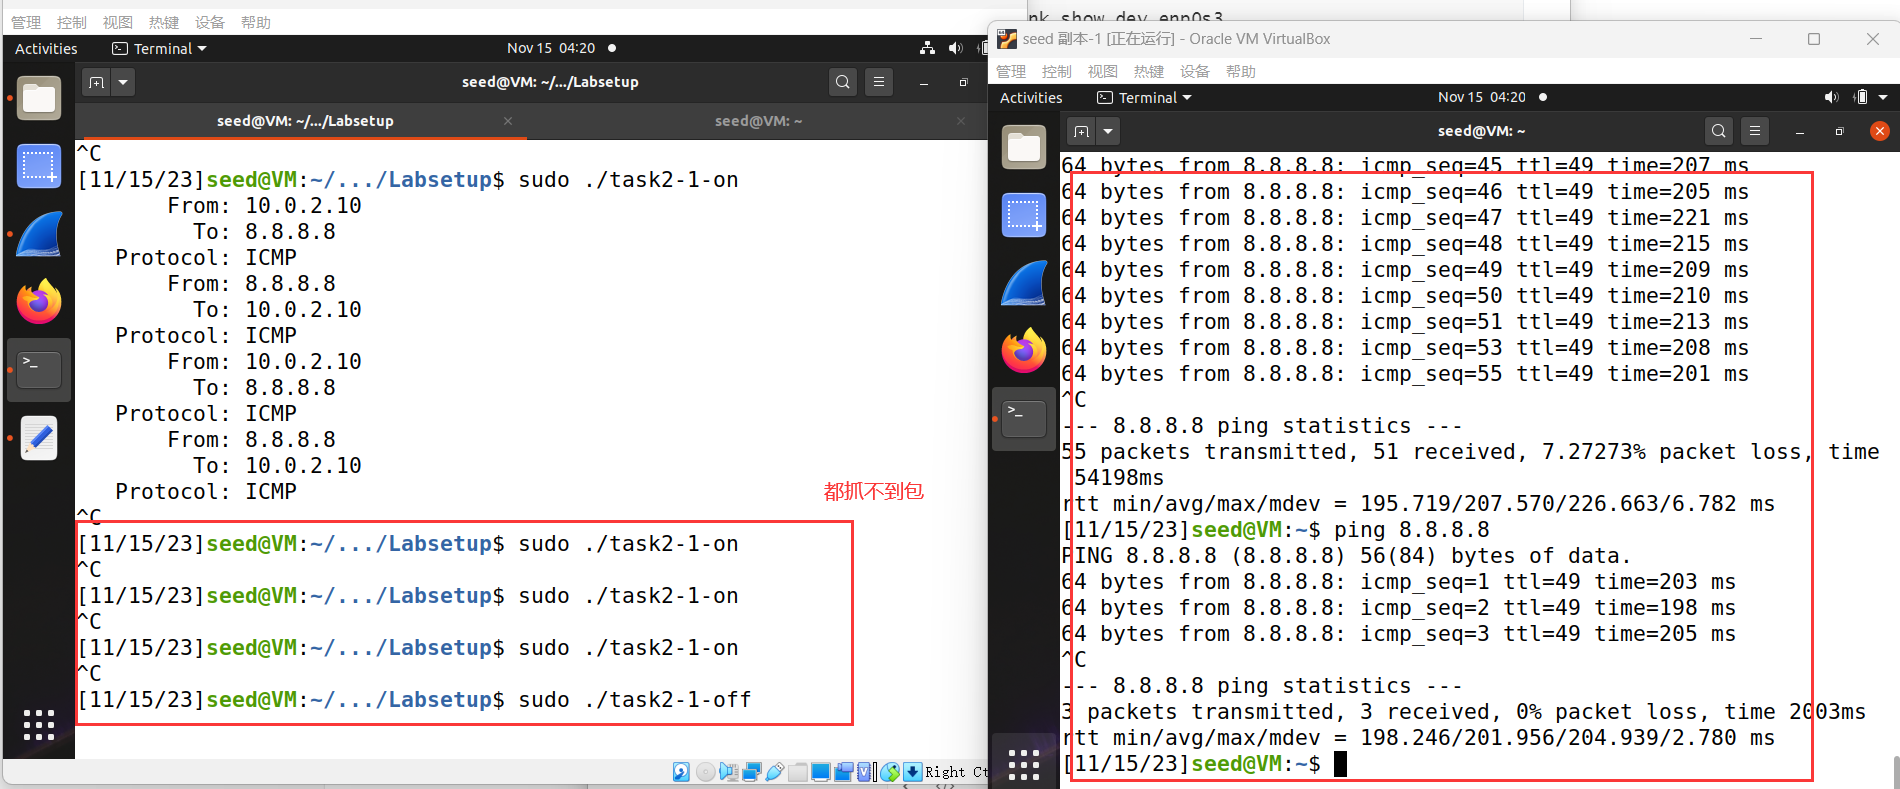 管理 控制 视图 热键 设备 帮助
Activities Terminal Nov 15 04:20
seed@VM: ~/.../Labsetup
seed@VM: ~/.../Labsetup × seed@VM: ~ ×
^C
[11/15/23]seed@VM:~/.../Labsetup$ sudo ./task2-1-on
From: 10.0.2.10
To: 8.8.8.8
Protocol: ICMP
From: 8.8.8.8
To: 10.0.2.10
Protocol: ICMP
From: 10.0.2.10
To: 8.8.8.8
Protocol: ICMP
From: 8.8.8.8
To: 10.0.2.10
Protocol: ICMP
^C
[11/15/23]seed@VM:~/.../Labsetup$ sudo ./task2-1-on
^C
[11/15/23]seed@VM:~/.../Labsetup$ sudo ./task2-1-on
^C
[11/15/23]seed@VM:~/.../Labsetup$ sudo ./task2-1-on
^C
[11/15/23]seed@VM:~/.../Labsetup$ sudo ./task2-1-off
都抓不到包
Right Ct
show dev enp0s3
seed 副本-1 [正在运行] - Oracle VM VirtualBox
管理 控制 视图 热键 设备 帮助
Activities Terminal Nov 15 04:20
seed@VM: ~
64 bytes from 8.8.8.8: icmp_seq=45 ttl=49 time=207 ms
64 bytes from 8.8.8.8: icmp_seq=46 ttl=49 time=205 ms
64 bytes from 8.8.8.8: icmp_seq=47 ttl=49 time=221 ms
64 bytes from 8.8.8.8: icmp_seq=48 ttl=49 time=215 ms
64 bytes from 8.8.8.8: icmp_seq=49 ttl=49 time=209 ms
64 bytes from 8.8.8.8: icmp_seq=50 ttl=49 time=210 ms
64 bytes from 8.8.8.8: icmp_seq=51 ttl=49 time=213 ms
64 bytes from 8.8.8.8: icmp_seq=53 ttl=49 time=208 ms
64 bytes from 8.8.8.8: icmp_seq=55 ttl=49 time=201 ms
^C
--- 8.8.8.8 ping statistics ---
55 packets transmitted, 51 received, 7.27273% packet loss, time
54198ms
rtt min/avg/max/mdev = 195.719/207.570/226.663/6.782 ms
[11/15/23]seed@VM:~$ ping 8.8.8.8
PING 8.8.8.8 (8.8.8.8) 56(84) bytes of data.
64 bytes from 8.8.8.8: icmp_seq=1 ttl=49 time=203 ms
64 bytes from 8.8.8.8: icmp_seq=2 ttl=49 time=198 ms
64 bytes from 8.8.8.8: icmp_seq=3 ttl=49 time=205 ms
^C
--- 8.8.8.8 ping statistics ---
3 packets transmitted, 3 received, 0% packet loss, time 2003ms
rtt min/avg/max/mdev = 198.246/201.956/204.939/2.780 ms
[11/15/23]seed@VM:~$